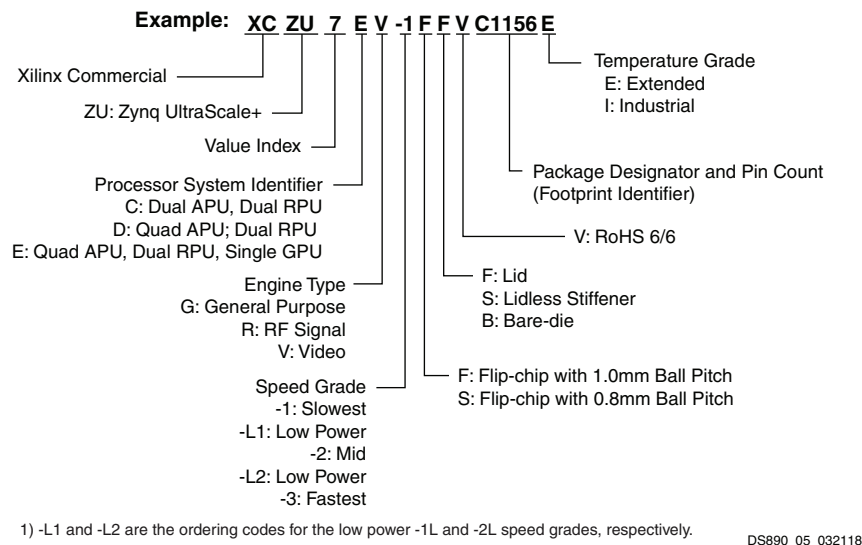 Example: XC ZU 7 E V -1 F F V C1156 E
Xilinx Commercial
ZU: Zynq UltraScale+
Value Index
Processor System Identifier
C: Dual APU, Dual RPU
D: Quad APU; Dual RPU
E: Quad APU, Dual RPU, Single GPU
Engine Type
G: General Purpose
R: RF Signal
V: Video
Speed Grade
-1: Slowest
-L1: Low Power
-2: Mid
-L2: Low Power
-3: Fastest
Temperature Grade
E: Extended
I: Industrial
Package Designator and Pin Count
(Footprint Identifier)
V: RoHS 6/6
F: Lid
S: Lidless Stiffener
B: Bare-die
F: Flip-chip with 1.0mm Ball Pitch
S: Flip-chip with 0.8mm Ball Pitch
1) -L1 and -L2 are the ordering codes for the low power -1L and -2L speed grades, respectively.
DS890_05_032118